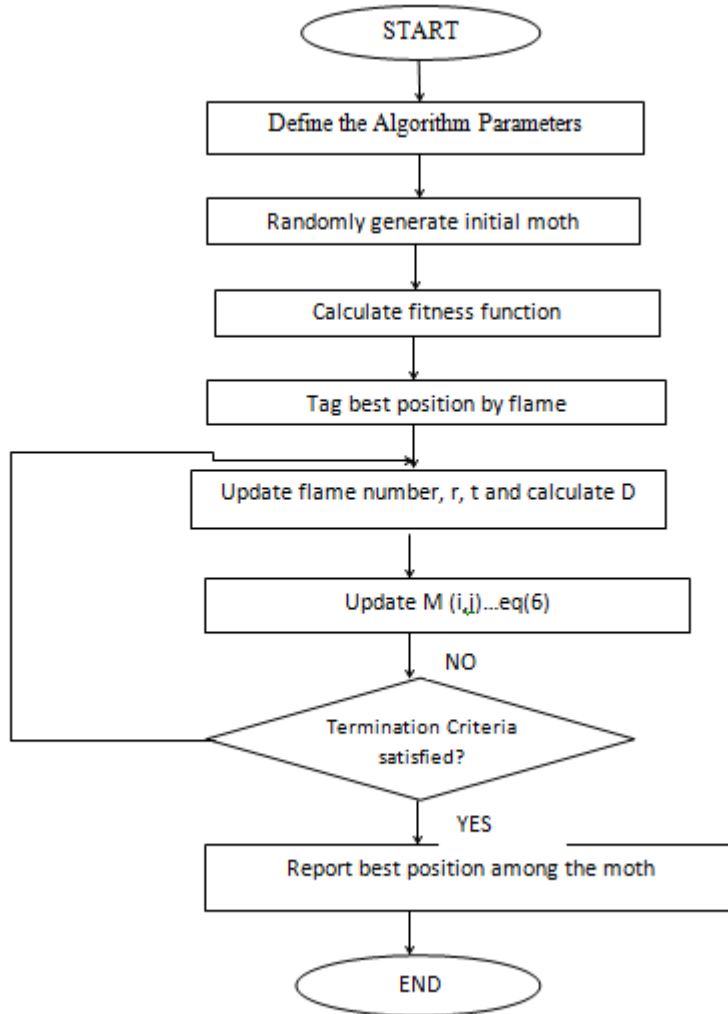 START
Define the Algorithm Parameters
Randomly generate initial moth
Calculate fitness function
Tag best position by flame
Update flame number, r, t and calculate D
Update M (i,j)...eq(6)
NO
Termination Criteria
satisfied?
YES
Report best position among the moth
END